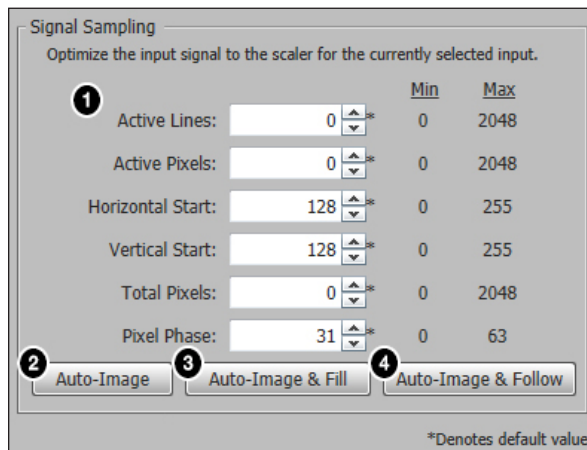 Signal Sampling
Optimize the input signal to the scaler for the currently selected input.
1
Min Max
Active Lines: 0 * 0 2048
Active Pixels: 0 * 0 2048
Horizontal Start: 128 * 0 255
Vertical Start: 128 * 0 255
Total Pixels: 0 * 0 2048
Pixel Phase: 31 * 0 63
2 3 4
Auto-Image Auto-Image & Fill Auto-Image & Follow
*Denotes default value